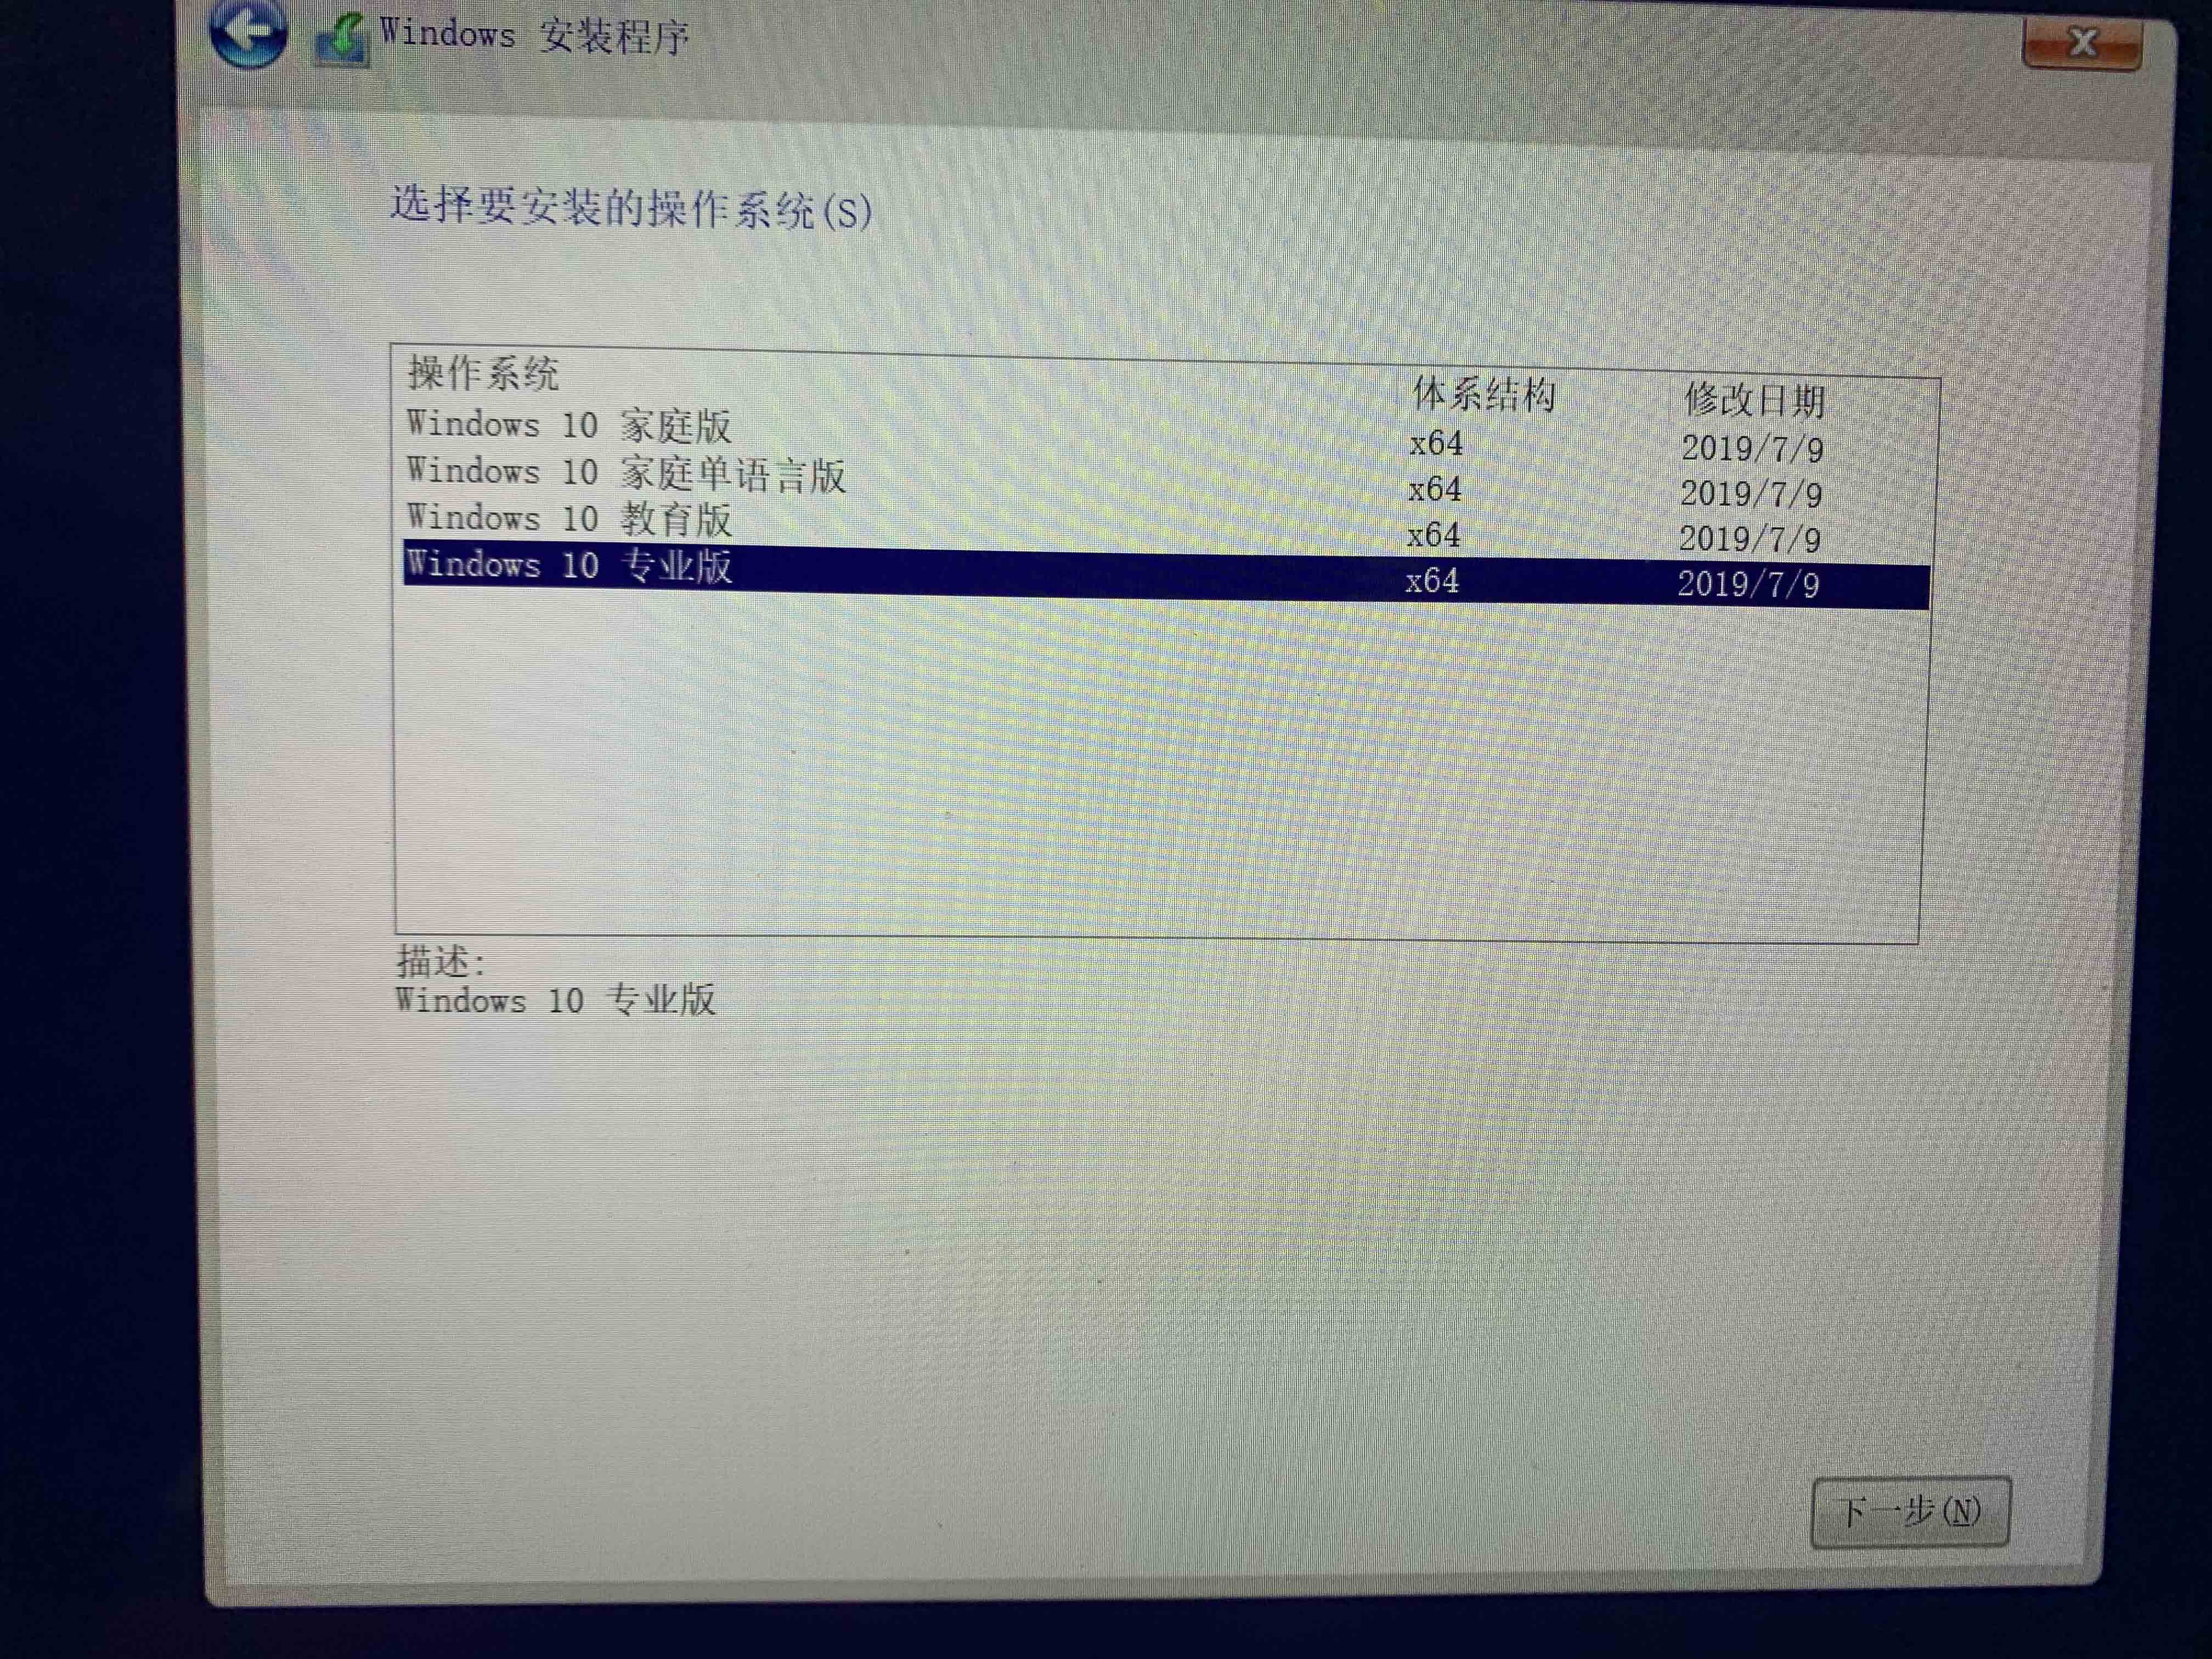 Windows 安装程序
选择要安装的操作系统(S)
操作系统 体系结构 修改日期
Windows 10 家庭版 x64 2019/7/9
Windows 10 家庭单语言版 x64 2019/7/9
Windows 10 教育版 x64 2019/7/9
Windows 10 专业版 x64 2019/7/9
描述:
Windows 10 专业版
下一步(N)